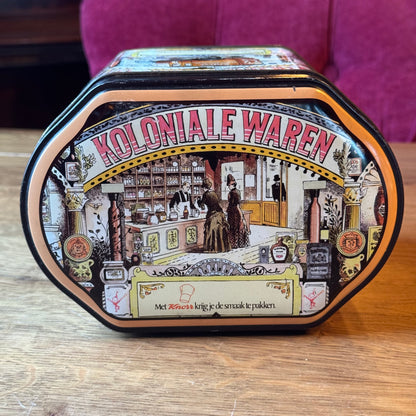 KOLONIALE WAREN
Met Knorr krijg je de smaak te pakken.